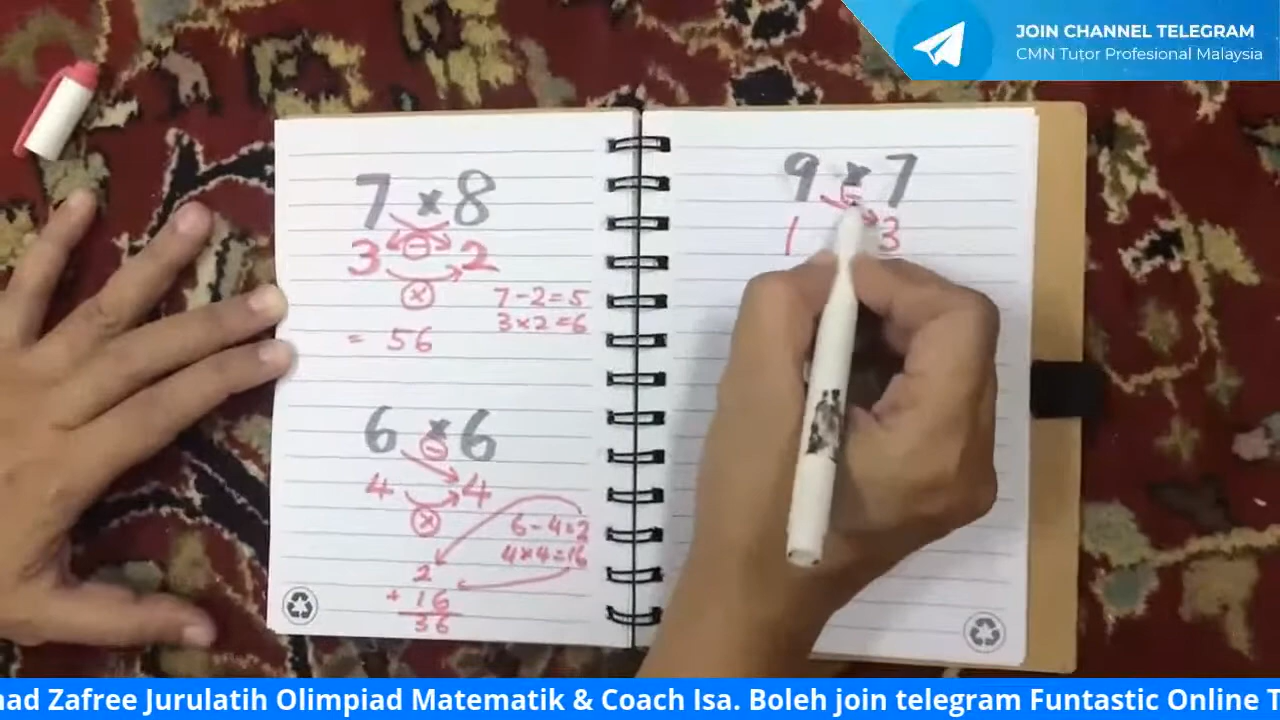 JOIN CHANNEL TELEGRAM
CMN Tutor Profesional Malaysia
7 × 8
3 - 2
×
7-2=5
3×2=6
= 56
6 × 6
-
4 4
×
6-4=2
4×4=16
2
+ 16
36
9 × 7
1 3
ad Zafree Jurulatih Olimpiad Matematik & Coach Isa. Boleh join telegram Funtastic Online